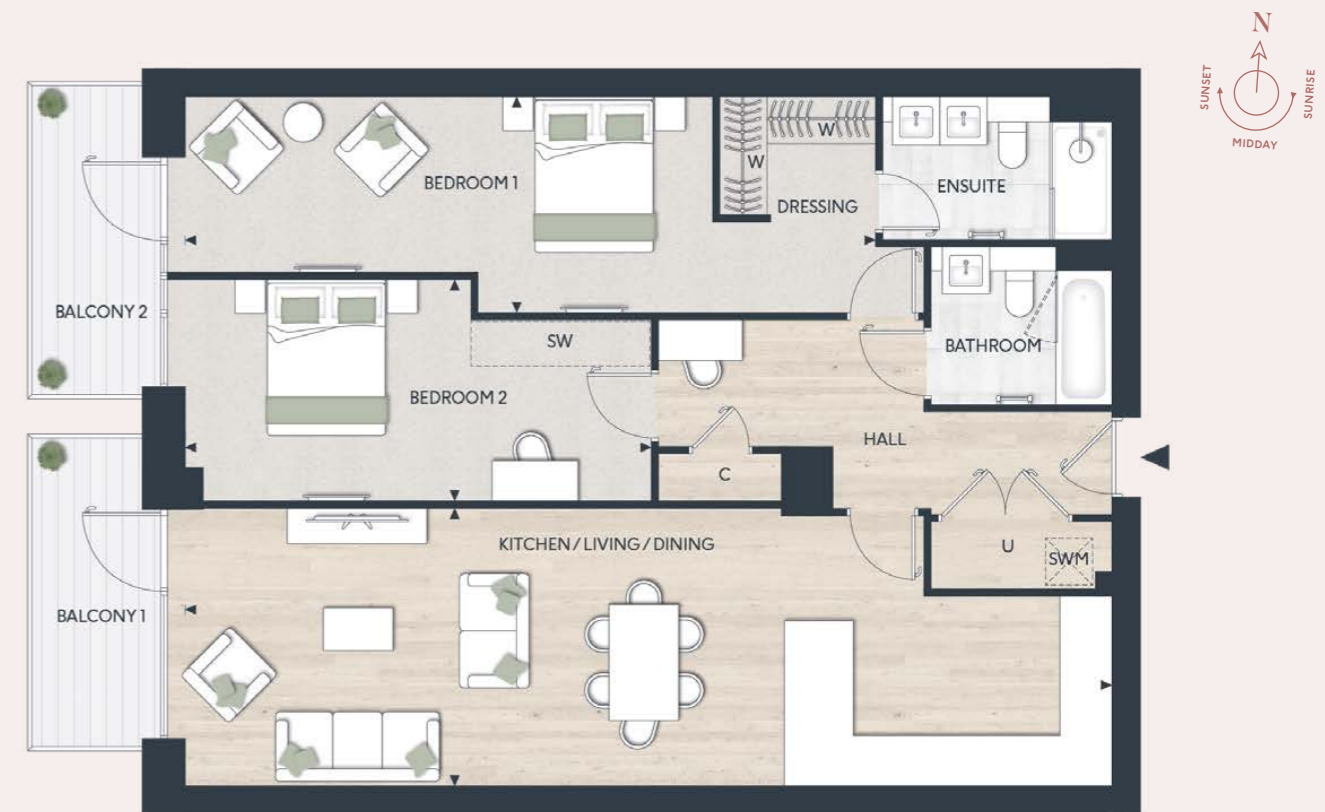 N
SUNSET
SUNRISE
MIDDAY
W
W
BEDROOM 1
ENSUITE
DRESSING
BALCONY 2
SW
BATHROOM
BEDROOM 2
HALL
C
KITCHEN / LIVING / DINING
U
SWM
BALCONY 1